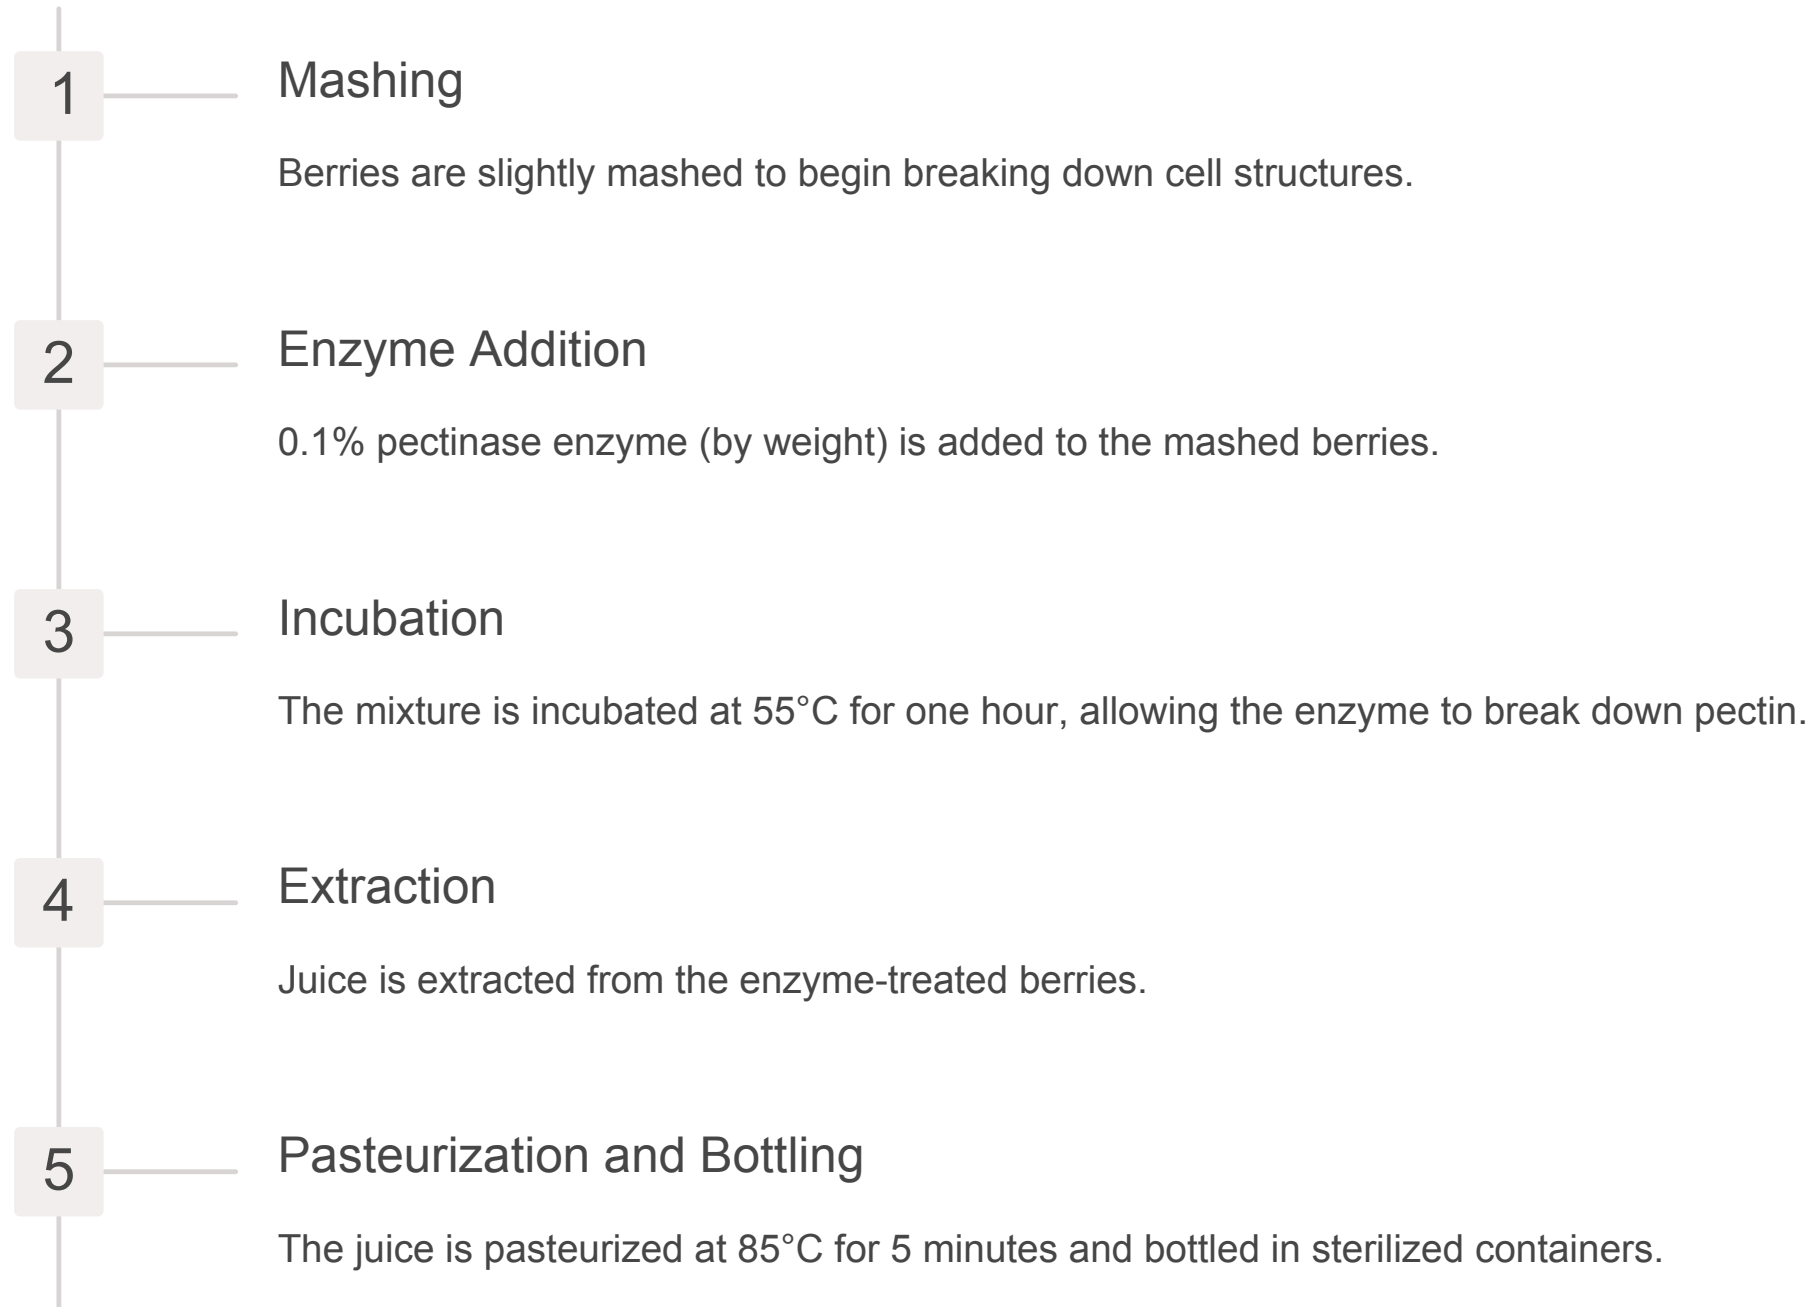 1
Mashing
Berries are slightly mashed to begin breaking down cell structures.
2
Enzyme Addition
0.1% pectinase enzyme (by weight) is added to the mashed berries.
3
Incubation
The mixture is incubated at 55°C for one hour, allowing the enzyme to break down pectin.
4
Extraction
Juice is extracted from the enzyme-treated berries.
5
Pasteurization and Bottling
The juice is pasteurized at 85°C for 5 minutes and bottled in sterilized containers.